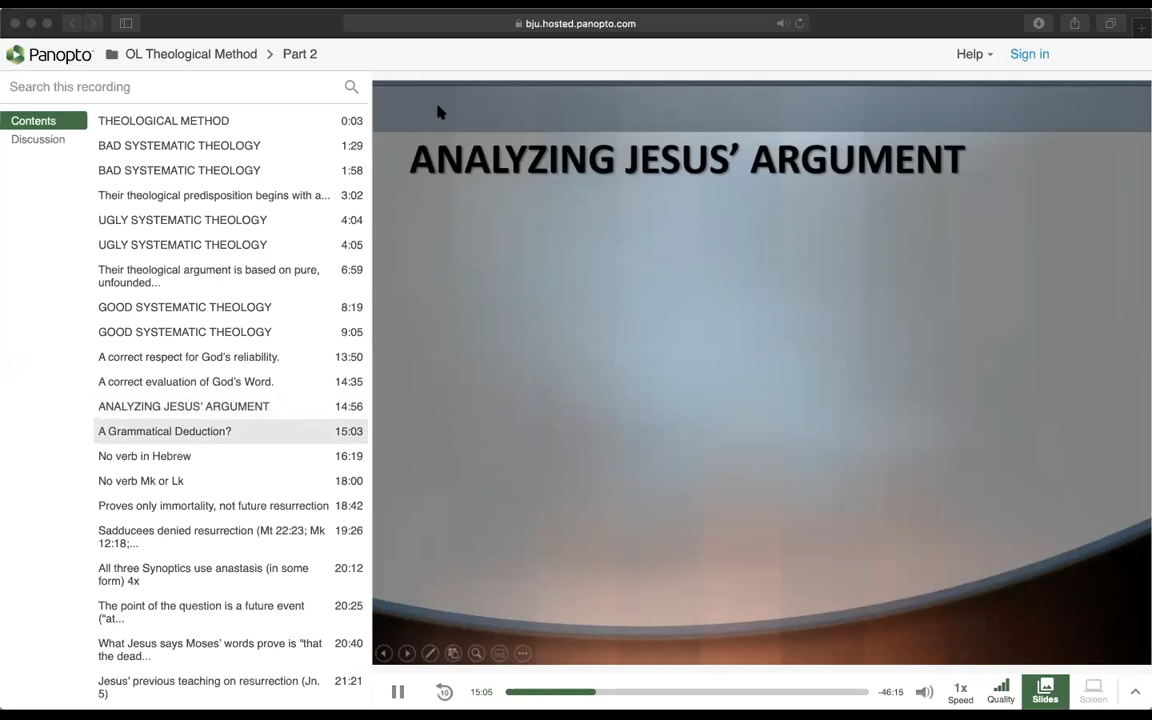 bju.hosted.panopto.com
Panopto
OL Theological Method > Part 2
Help
Sign in
Search this recording
Contents
Discussion
THEOLOGICAL METHOD 0:03
BAD SYSTEMATIC THEOLOGY 1:29
BAD SYSTEMATIC THEOLOGY 1:58
Their theological predisposition begins with a... 3:02
UGLY SYSTEMATIC THEOLOGY 4:04
UGLY SYSTEMATIC THEOLOGY 4:05
Their theological argument is based on pure, 6:59
unfounded...
GOOD SYSTEMATIC THEOLOGY 8:19
GOOD SYSTEMATIC THEOLOGY 9:05
A correct respect for God's reliability. 13:50
A correct evaluation of God's Word. 14:35
ANALYZING JESUS' ARGUMENT 14:56
A Grammatical Deduction? 15:03
No verb in Hebrew 16:19
No verb Mk or Lk 18:00
Proves only immortality, not future resurrection 18:42
Sadducees denied resurrection (Mt 22:23; Mk 19:26
12:18;...
All three Synoptics use anastasis (in some 20:12
form) 4x
The point of the question is a future event 20:25
("at...
What Jesus says Moses' words prove is "that 20:40
the dead...
Jesus' previous teaching on resurrection (Jn. 21:21
5)
ANALYZING JESUS' ARGUMENT
10
15:05
-46:15
1x
Speed
Quality
Slides
Screen